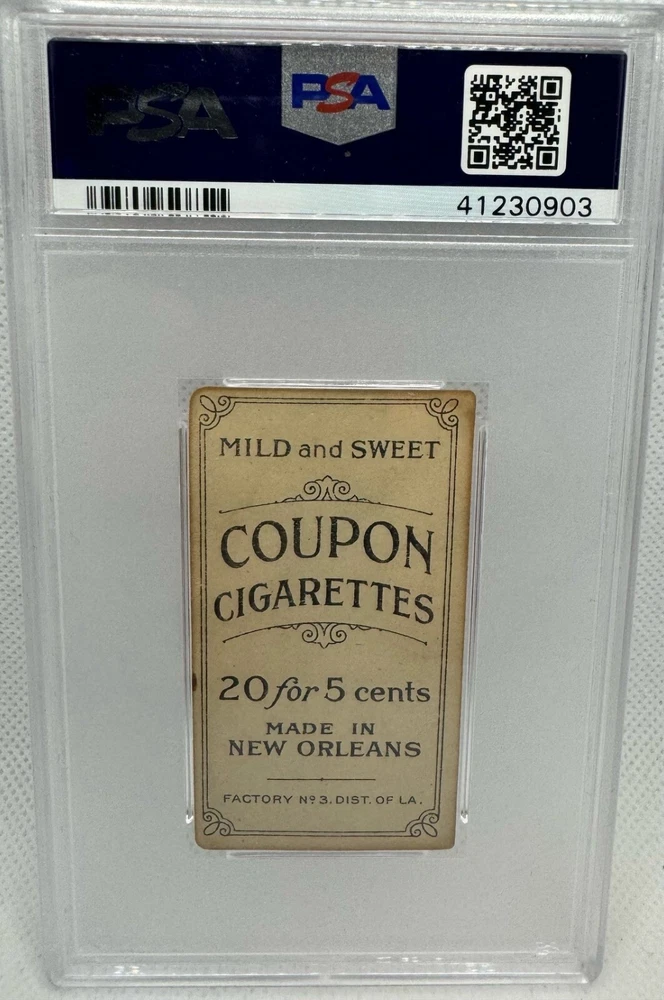 PSA
PSA
41230903
MILD and SWEET
COUPON
CIGARETTES
20 for 5 cents
MADE IN
NEW ORLEANS
FACTORY Nº 3. DIST. OF LA.